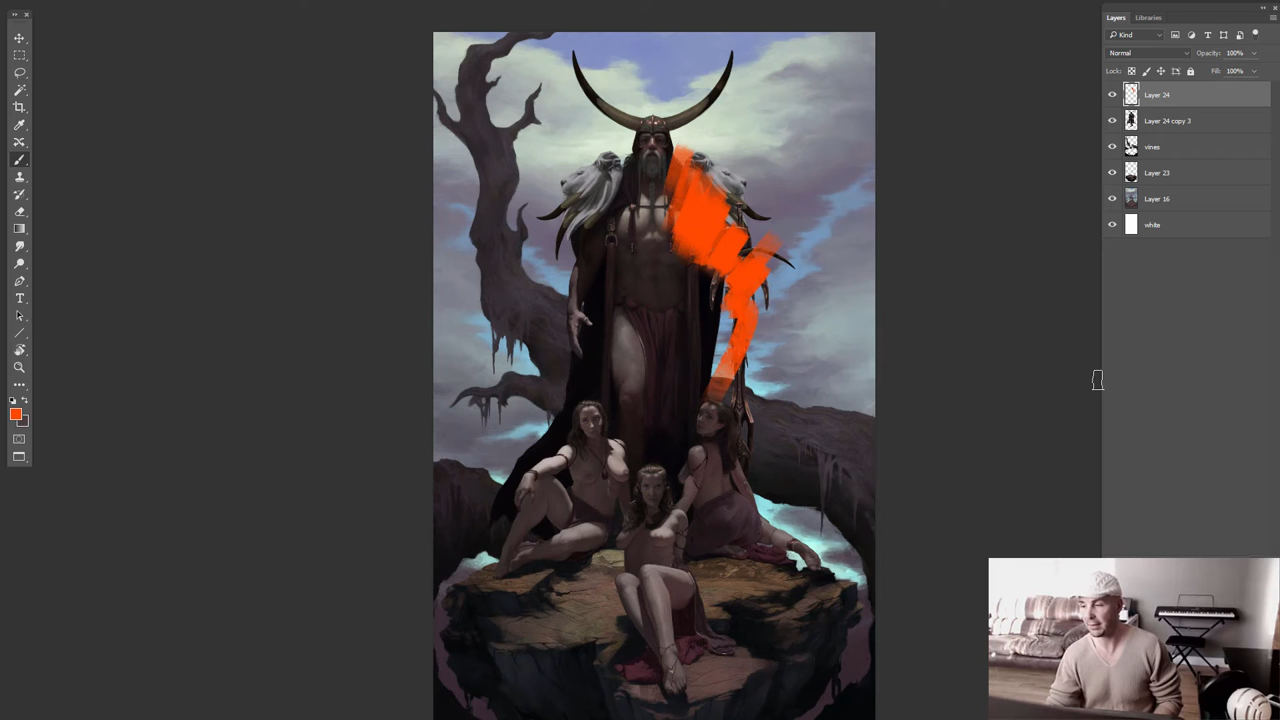 Layers Libraries
Kind
Normal Opacity: 100%
Lock: Fill: 100%
Layer 24
Layer 24 copy 3
vines
Layer 23
Layer 16
white